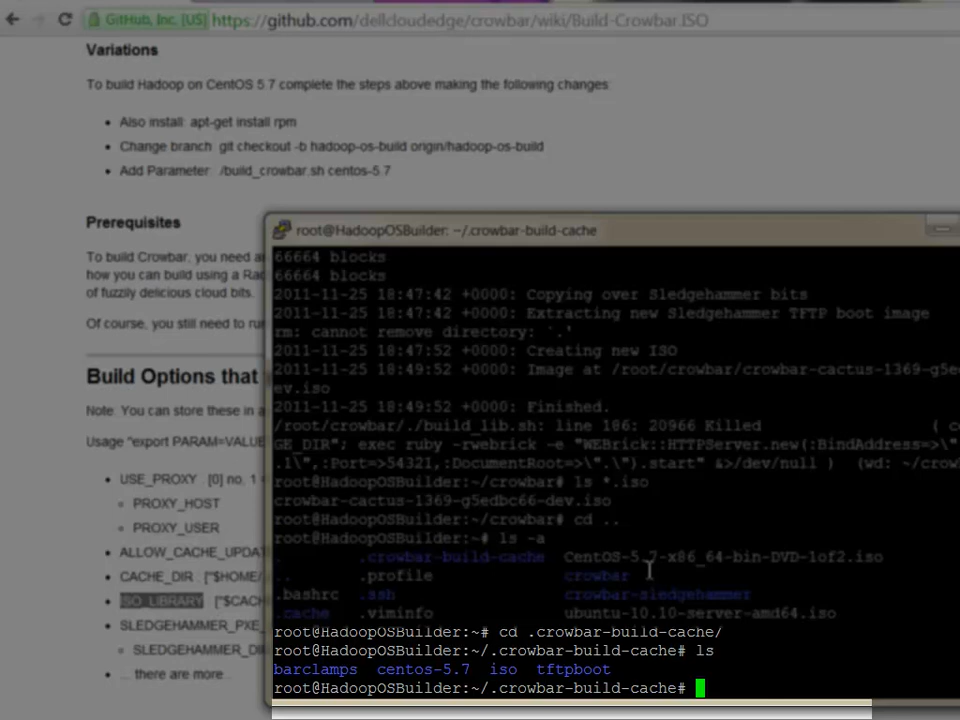 GitHub, Inc. [US] https://github.com/dellcloudedge/crowbar/wiki/Build-Crowbar.ISO
Variations
To build Hadoop on CentOS 5.7 complete the steps above making the following changes:
Also install: apt-get install rpm
Change branch git checkout -b hadoop-os-build origin/hadoop-os-build
Add Parameter: ./build_crowbar.sh centos-5.7
Prerequisites
To build Crowbar, you need a
how you can build using a Ra
of fuzzily delicious cloud bits.
Of course, you still need to ru
Build Options that
Note: You can store these in a
Usage "export PARAM=VALUE
USE_PROXY [0] no, 1
PROXY_HOST
PROXY_USER
ALLOW_CACHE_UPDA
CACHE_DIR ["$HOME/
ISO_LIBRARY ["$CAC
SLEDGEHAMMER_PXE_
SLEDGEHAMMER_D
... there are more
root@HadoopOSBuilder: ~/.crowbar-build-cache
66664 blocks
66664 blocks
2011-11-25 18:47:42 +0000: Copying over Sledgehammer bits
2011-11-25 18:47:42 +0000: Extracting new Sledgehammer TFTP boot image
rm: cannot remove directory: `.'
2011-11-25 18:47:52 +0000: Creating new ISO
2011-11-25 18:49:52 +0000: Image at /root/crowbar/crowbar-cactus-1369-g5e
ev.iso
2011-11-25 18:49:52 +0000: Finished.
/root/crowbar/./build_lib.sh: line 186: 20966 Killed ( c
GE_DIR"; exec ruby -rwebrick -e "WEBrick::HTTPServer.new(:BindAddress=>\"
.1\",:Port=>54321,:DocumentRoot=>\".\").start" &>/dev/null ) (wd: ~/crow
root@HadoopOSBuilder:~/crowbar# ls *.iso
crowbar-cactus-1369-g5edbc66-dev.iso
root@HadoopOSBuilder:~/crowbar# cd ..
root@HadoopOSBuilder:~# ls -a
. .crowbar-build-cache CentOS-5.7-x86_64-bin-DVD-1of2.iso
.. .profile crowbar
.bashrc .ssh crowbar-sledgehammer
.cache .viminfo ubuntu-10.10-server-amd64.iso
root@HadoopOSBuilder:~# cd .crowbar-build-cache/
root@HadoopOSBuilder:~/.crowbar-build-cache# ls
barclamps centos-5.7 iso tftpboot
root@HadoopOSBuilder:~/.crowbar-build-cache#